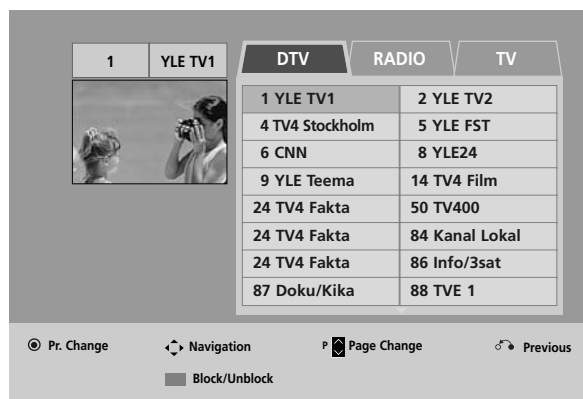 1 YLE TV1
DTV RADIO TV
1 YLE TV1 2 YLE TV2
4 TV4 Stockholm 5 YLE FST
6 CNN 8 YLE24
9 YLE Teema 14 TV4 Film
24 TV4 Fakta 50 TV400
24 TV4 Fakta 84 Kanal Lokal
24 TV4 Fakta 86 Info/3sat
87 Doku/Kika 88 TVE 1
Pr. Change Navigation P Page Change Previous
Block/Unblock